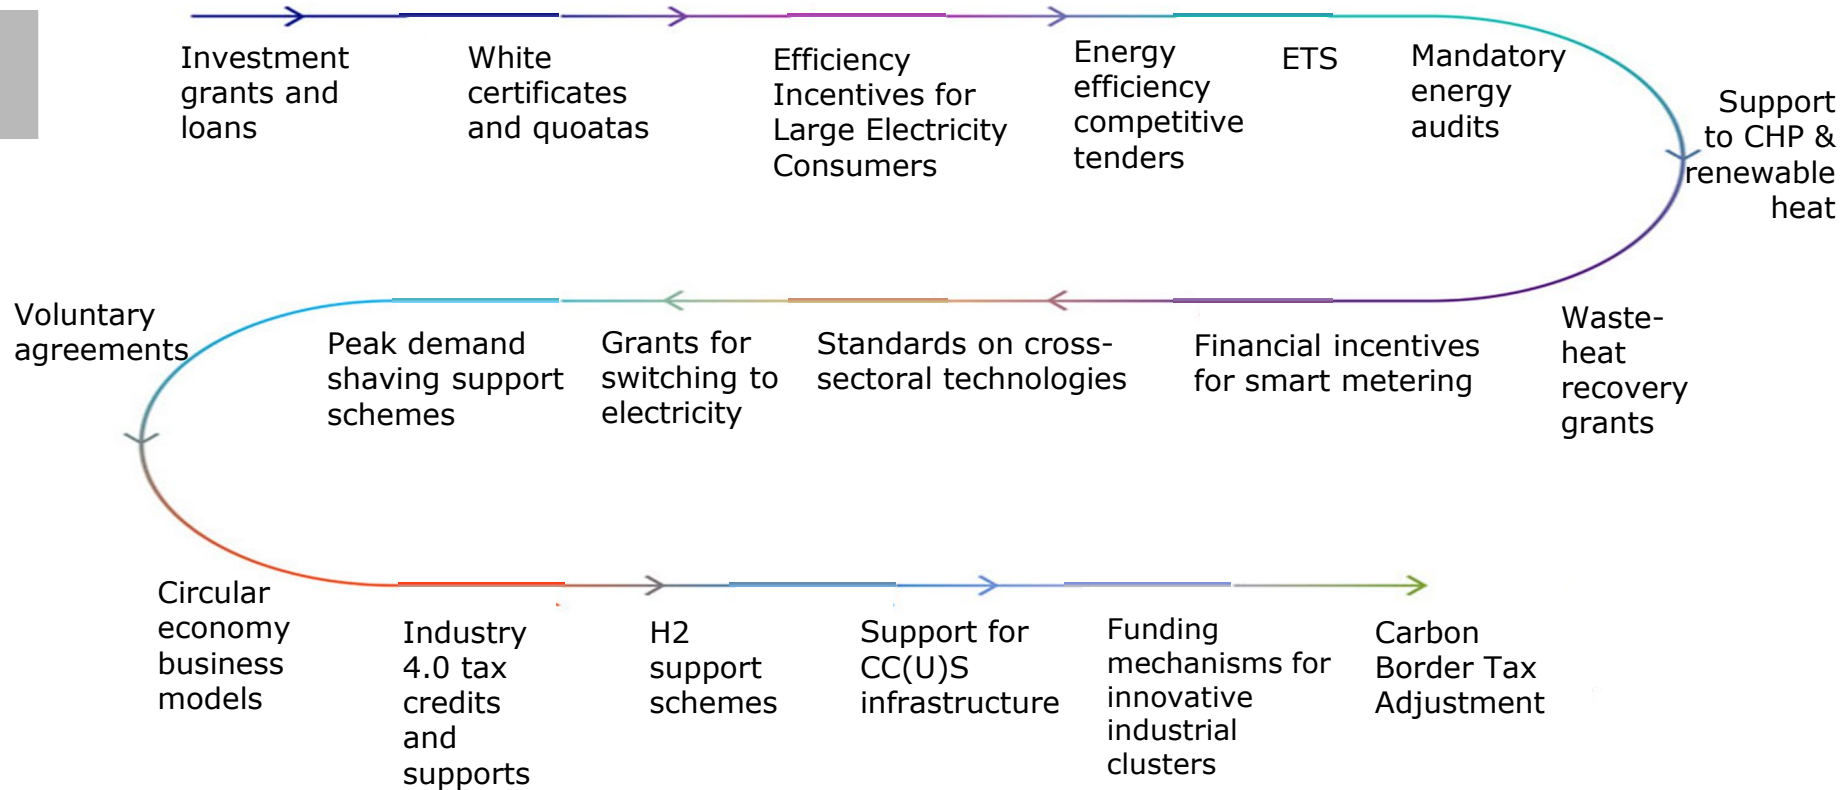 Investment
grants and
loans
White
certificates
and quoatas
Efficiency
Incentives for
Large Electricity
Consumers
Energy
efficiency
competitive
tenders
ETS
Mandatory
energy
audits
Support
to CHP &
renewable
heat
Waste-
heat
recovery
grants
Financial incentives
for smart metering
Standards on cross-
sectoral technologies
Grants for
switching to
electricity
Peak demand
shaving support
schemes
Voluntary
agreements
Circular
economy
business
models
Industry
4.0 tax
credits
and
supports
H2
support
schemes
Support for
CC(U)S
infrastructure
Funding
mechanisms for
innovative
industrial
clusters
Carbon
Border Tax
Adjustment